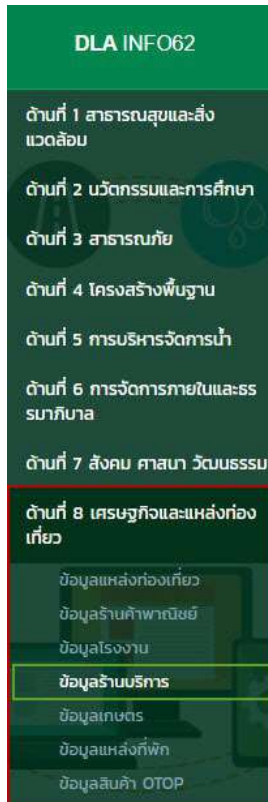 DLA INFO62
ด้านที่ 1 สาธารณสุขและสิ่ง
แวดล้อม
ด้านที่ 2 นวัตกรรมและการศึกษา
ด้านที่ 3 สาธารณภัย
ด้านที่ 4 โครงสร้างพื้นฐาน
ด้านที่ 5 การบริหารจัดการน้ำ
ด้านที่ 6 การจัดการภายในและธร
รมาภิบาล
ด้านที่ 7 สังคม ศาสนา วัฒนธรรม
ด้านที่ 8 เศรษฐกิจและแหล่งท่อง
เที่ยว
ข้อมูลแหล่งท่องเที่ยว
ข้อมูลร้านค้าพาณิชย์
ข้อมูลโรงงาน
ข้อมูลร้านบริการ
ข้อมูลเกษตร
ข้อมูลแหล่งที่พัก
ข้อมูลสินค้า OTOP